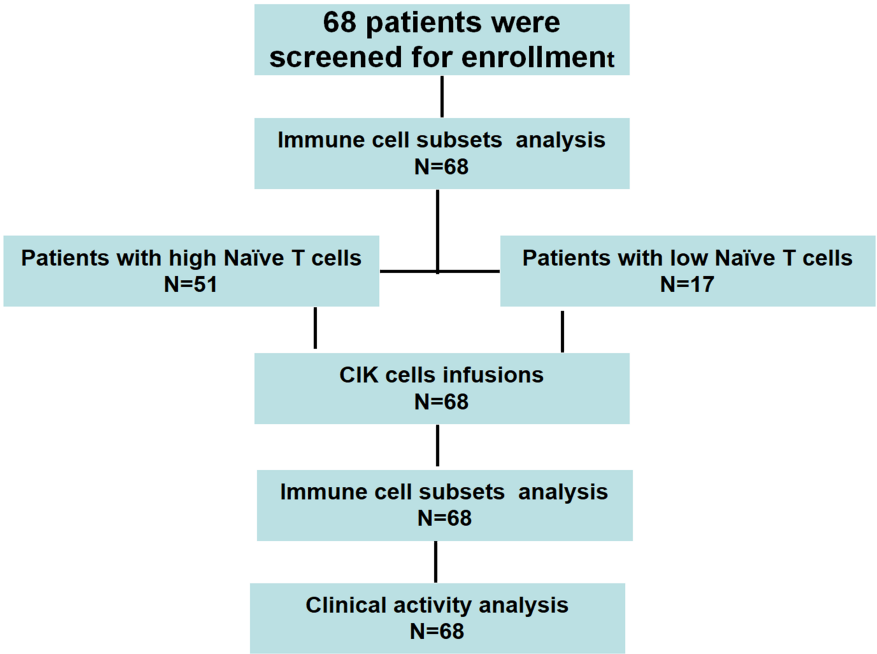 68 patients were
screened for enrollment
Immune cell subsets analysis
N=68
Patients with high Naïve T cells
N=51
Patients with low Naïve T cells
N=17
CIK cells infusions
N=68
Immune cell subsets analysis
N=68
Clinical activity analysis
N=68